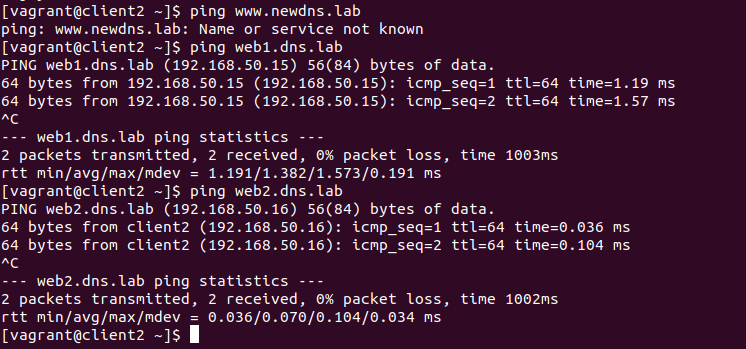 [vagrant@client2 ~]$ ping www.newdns.lab
ping: www.newdns.lab: Name or service not known
[vagrant@client2 ~]$ ping web1.dns.lab
PING web1.dns.lab (192.168.50.15) 56(84) bytes of data.
64 bytes from 192.168.50.15 (192.168.50.15): icmp_seq=1 ttl=64 time=1.19 ms
64 bytes from 192.168.50.15 (192.168.50.15): icmp_seq=2 ttl=64 time=1.57 ms
^C
--- web1.dns.lab ping statistics ---
2 packets transmitted, 2 received, 0% packet loss, time 1003ms
rtt min/avg/max/mdev = 1.191/1.382/1.573/0.191 ms
[vagrant@client2 ~]$ ping web2.dns.lab
PING web2.dns.lab (192.168.50.16) 56(84) bytes of data.
64 bytes from client2 (192.168.50.16): icmp_seq=1 ttl=64 time=0.036 ms
64 bytes from client2 (192.168.50.16): icmp_seq=2 ttl=64 time=0.104 ms
^C
--- web2.dns.lab ping statistics ---
2 packets transmitted, 2 received, 0% packet loss, time 1002ms
rtt min/avg/max/mdev = 0.036/0.070/0.104/0.034 ms
[vagrant@client2 ~]$